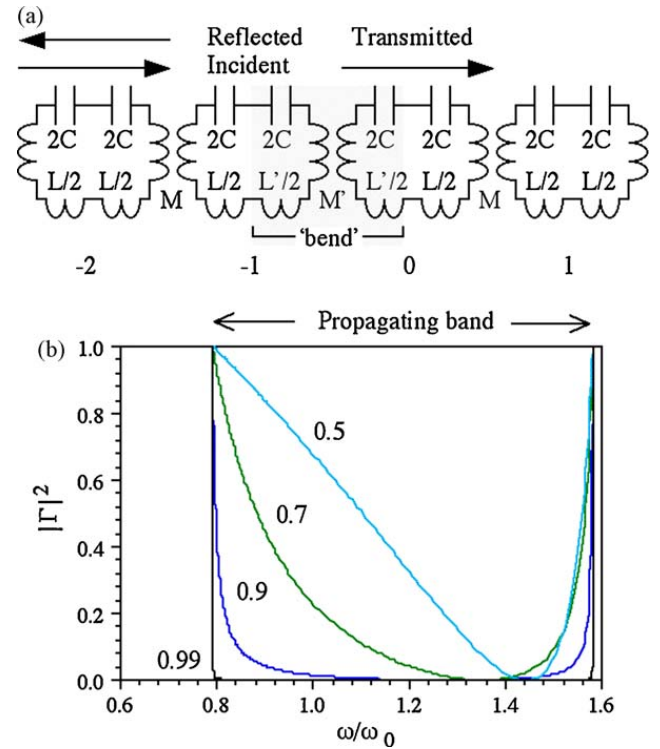 (a)
Reflected Transmitted
Incident
2C 2C 2C 2C 2C 2C 2C 2C
L/2 L/2 M L/2 L'/2 M' L'/2 L/2 M L/2 L/2
'bend'
-2 -1 0 1
Propagating band
(b)
1.0
0.8
0.6
0.4
0.2
0.0
|Γ|²
0.5
0.7
0.9
0.99
0.6 0.8 1.0 1.2 1.4 1.6
ω/ω₀